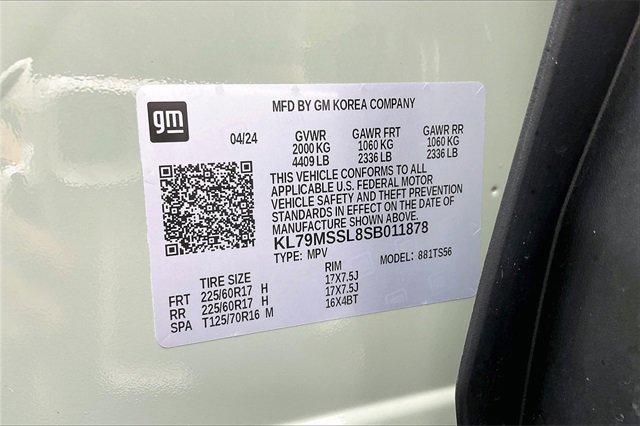 gm
MFD BY GM KOREA COMPANY
04/24 GVWR GAWR FRT GAWR RR
2000 KG 1060 KG 1060 KG
4409 LB 2336 LB 2336 LB
THIS VEHICLE CONFORMS TO ALL
APPLICABLE U.S. FEDERAL MOTOR
VEHICLE SAFETY AND THEFT PREVENTION
STANDARDS IN EFFECT ON THE DATE OF
MANUFACTURE SHOWN ABOVE.
KL79MSSL8SB011878
TYPE: MPV MODEL: 881TS56
TIRE SIZE RIM
FRT 225/60R17 H 17X7.5J
RR 225/60R17 H 17X7.5J
SPA T125/70R16 M 16X4BT